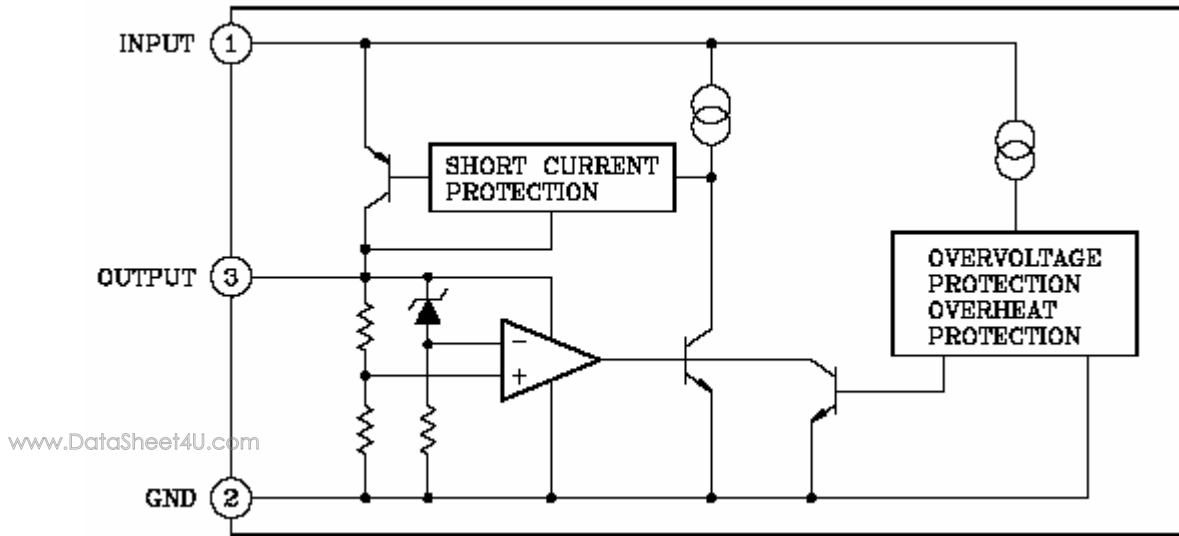 INPUT 1
SHORT CURRENT
PROTECTION
OVERVOLTAGE
PROTECTION
OVERHEAT
PROTECTION
OUTPUT 3
−
+
www.DataSheet4U.com
GND 2